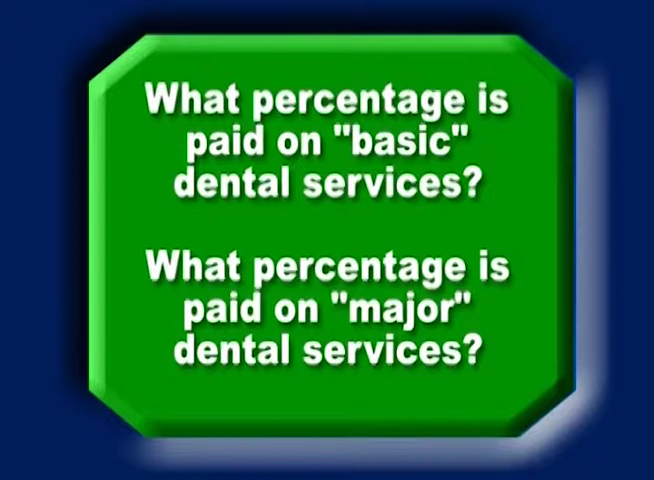 What percentage is
paid on "basic"
dental services?
What percentage is
paid on "major"
dental services?